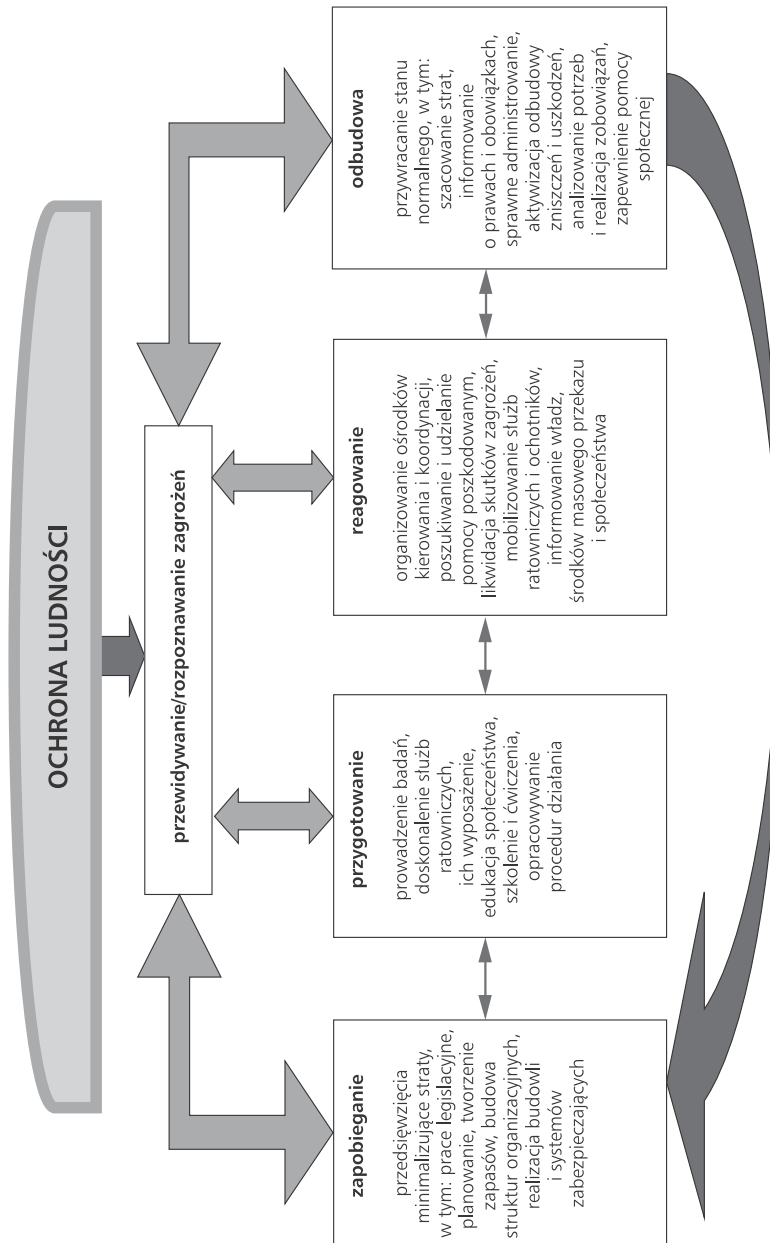 OCHRONA LUDNOŚCI
przewidywanie/rozpoznawanie zagrożeń
zapobieganie
przedsięwzięcia
minimalizujące straty,
w tym: prace legislacyjne,
planowanie, tworzenie
zapasów, budowa
struktur organizacyjnych,
realizacja budowli
i systemów
zabezpieczających
przygotowanie
prowadzenie badań,
doskonalenie służb
ratowniczych,
ich wyposażenie,
edukacja społeczeństwa,
szkolenie i ćwiczenia,
opracowywanie
procedur działania
reagowanie
organizowanie ośrodków
kierowania i koordynacji,
poszukiwanie i udzielanie
pomocy poszkodowanym,
likwidacja skutków zagrożeń,
mobilizowanie służb
ratowniczych i ochotników,
informowanie władz,
środków masowego przekazu
i społeczeństwa
odbudowa
przywracanie stanu
normalnego, w tym:
szacowanie strat,
informowanie
o prawach i obowiązkach,
sprawne administrowanie,
aktywizacja odbudowy
zniszczeń i uszkodzeń,
analizowanie potrzeb
i realizacja zobowiązań,
zapewnienie pomocy
społecznej